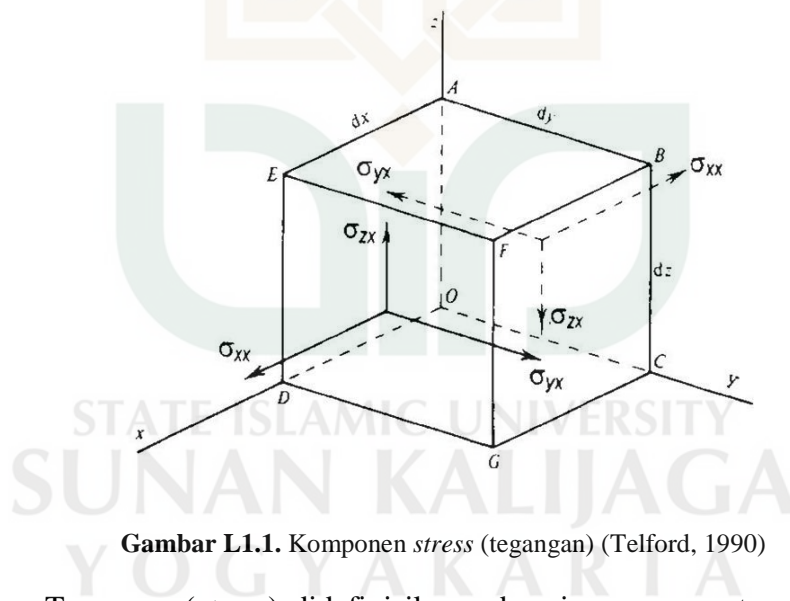 z
A
dx
dy
B
E
σyx
σxx
σzx
F
dz
O
σzx
σxx
σyx
C
D
y
x
STATE ISLAMIC UNIVERSITY
G
SUNAN KALIJAGA
Gambar L1.1. Komponen stress (tegangan) (Telford, 1990)
YOGYAKARTA